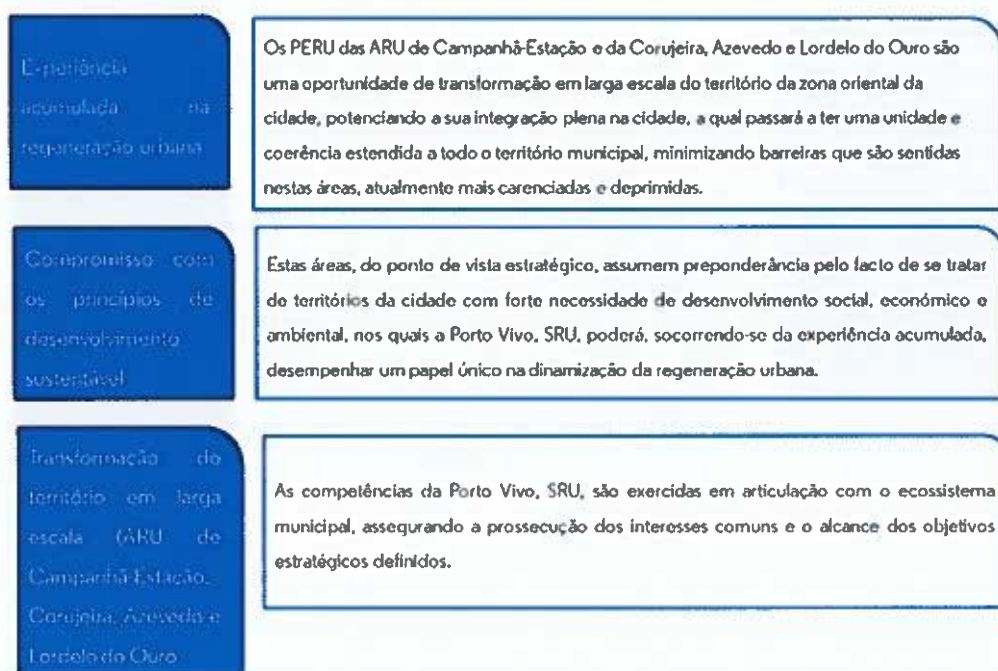 Experiência
acumulada na
regeneração urbana
Os PERU das ARU de Campanhã-Estação e da Corujeira, Azevedo e Lordelo do Ouro são
uma oportunidade de transformação em larga escala do território da zona oriental da
cidade, potenciando a sua integração plena na cidade, a qual passará a ter uma unidade e
coerência estendida a todo o território municipal, minimizando barreiras que são sentidas
nestas áreas, atualmente mais carenciadas e deprimidas.
Compromisso com
os princípios de
desenvolvimento
sustentável
Estas áreas, do ponto de vista estratégico, assumem preponderância pelo facto de se tratar
de territórios da cidade com forte necessidade de desenvolvimento social, económico e
ambiental, nos quais a Porto Vivo, SRU, poderá, socorrendo-se da experiência acumulada,
desempenhar um papel único na dinamização da regeneração urbana.
Transformação do
território em larga
escala (ARU de
Campanhã-Estação,
Corujeira, Azevedo e
Lordelo do Ouro
As competências da Porto Vivo, SRU, são exercidas em articulação com o ecossistema
municipal, assegurando a prossecução dos interesses comuns e o alcance dos objetivos
estratégicos definidos.